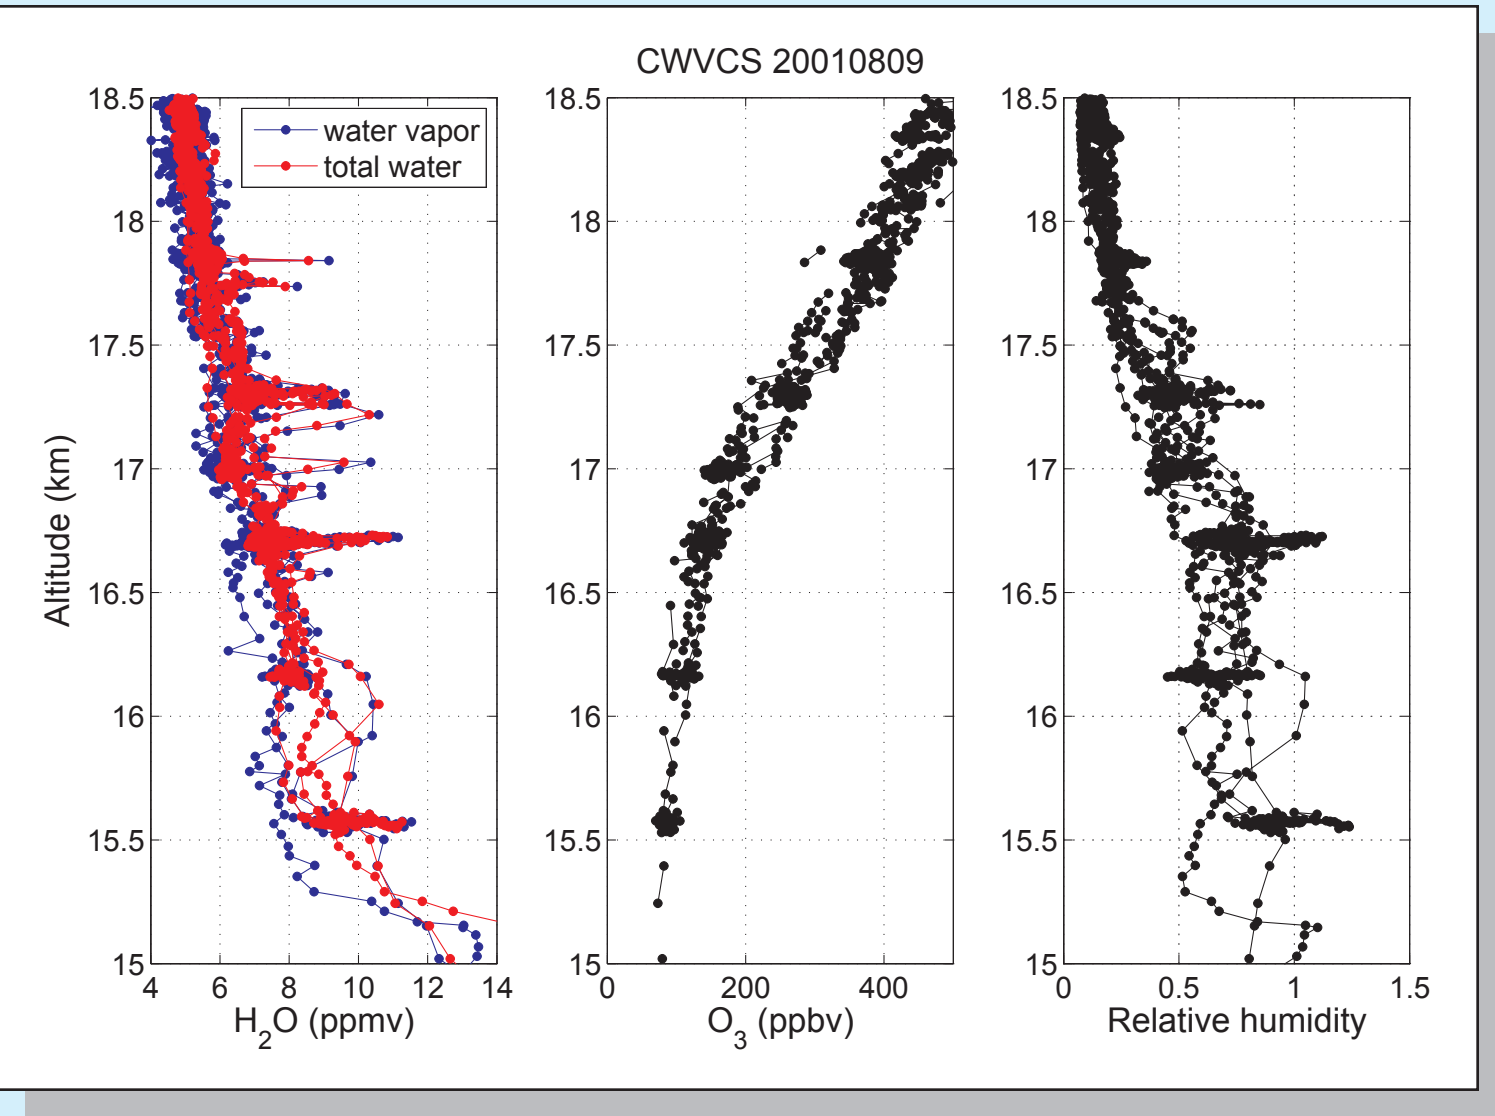 CWVCS 20010809
18.5
18
17.5
17
16.5
16
15.5
15
4 6 8 10 12 14
H2O (ppmv)
Altitude (km)
water vapor
total water
18.5
18
17.5
17
16.5
16
15.5
15
0 200 400
O3 (ppbv)
18.5
18
17.5
17
16.5
16
15.5
15
0 0.5 1 1.5
Relative humidity